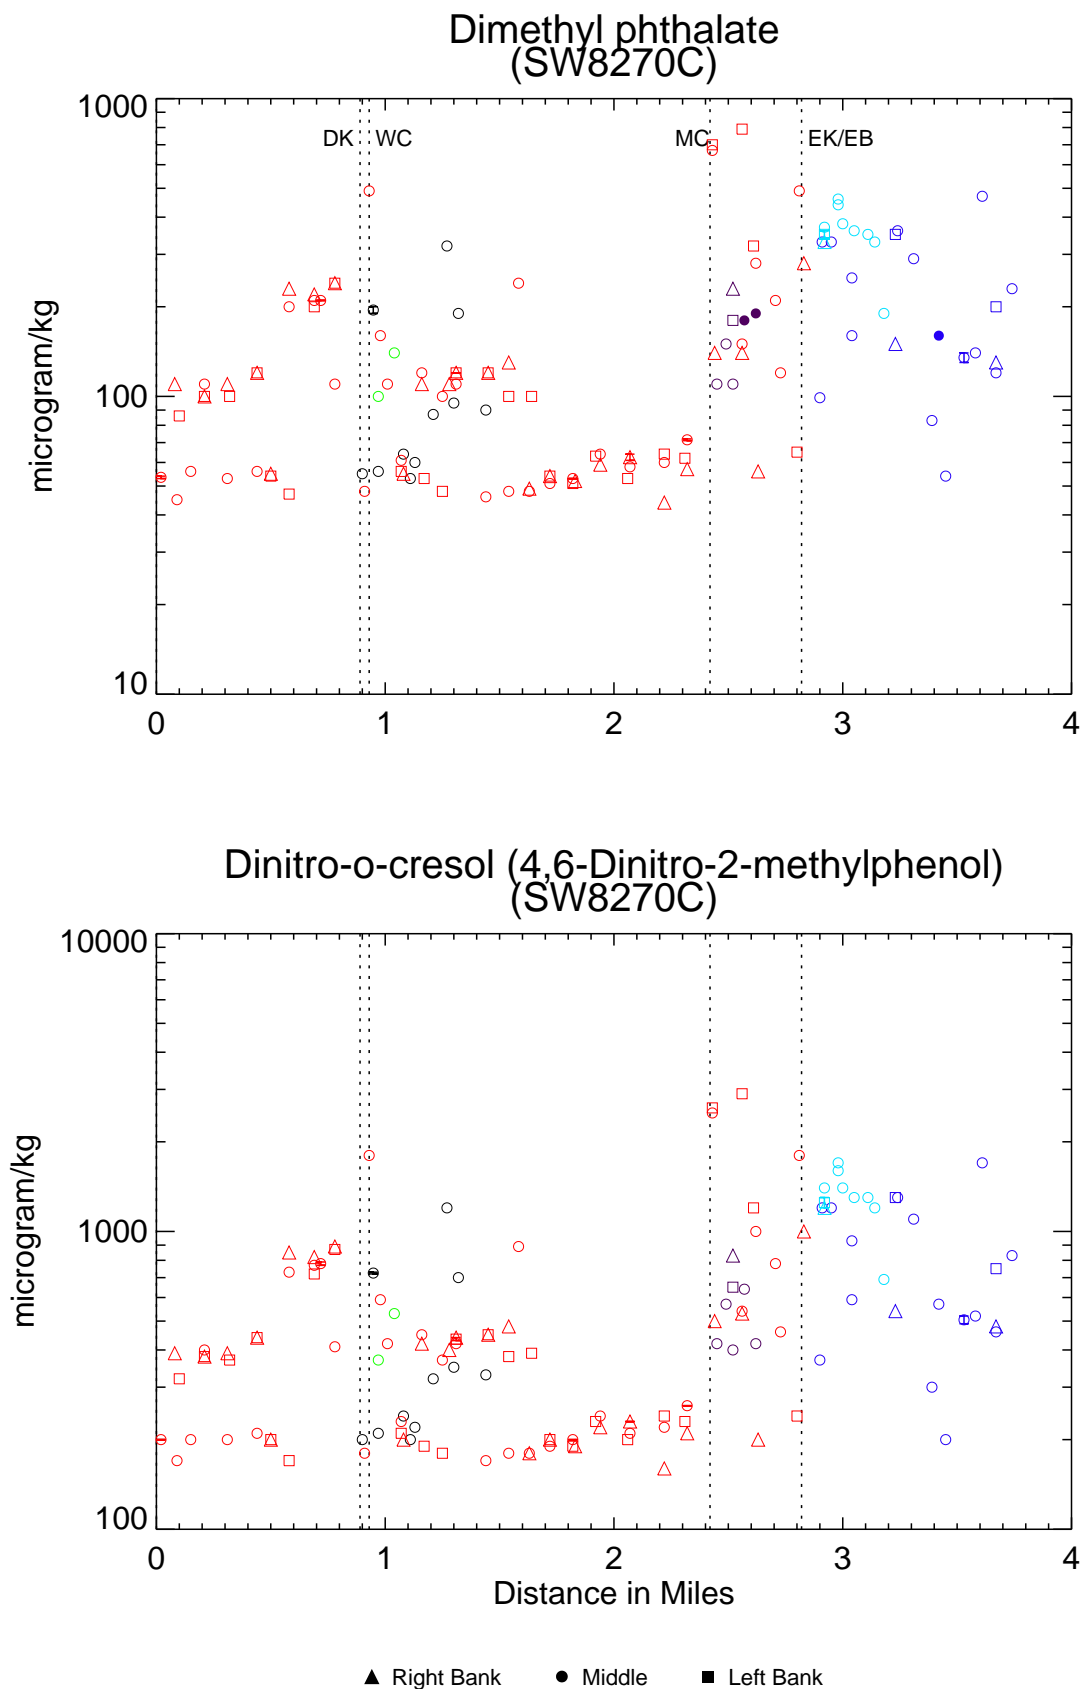 Dimethyl phthalate
(SW8270C)
1000
DK
WC
MC
EK/EB
100
microgram/kg
10
0 1 2 3 4
Dinitro-o-cresol (4,6-Dinitro-2-methylphenol)
(SW8270C)
10000
1000
microgram/kg
100
0 1 2 3 4
Distance in Miles
Right Bank Middle Left Bank